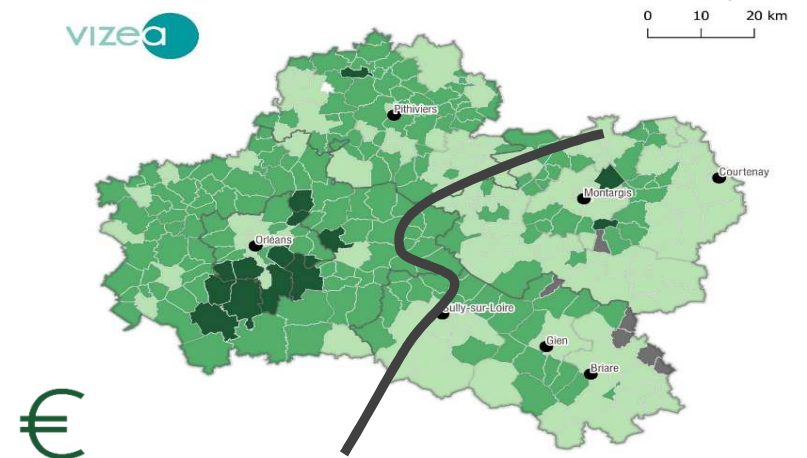 vizea
0 10 20 km
Pithiviers
Courtenay
Montargis
Orléans
Sully-sur-Loire
Gien
Briare
€